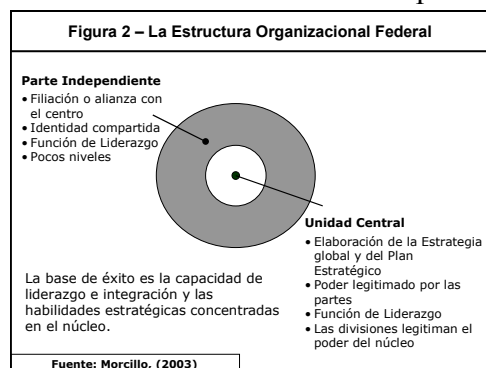 Figura 2 – La Estructura Organizacional Federal
Parte Independiente
• Filiación o alianza con
el centro
• Identidad compartida
• Función de Liderazgo
• Pocos niveles
Unidad Central
• Elaboración de la Estrategia
global y del Plan
Estratégico
• Poder legitimado por las
partes
• Función de Liderazgo
• Las divisiones legitiman el
poder del núcleo
La base de éxito es la capacidad de
liderazgo e integración y las
habilidades estratégicas concentradas
en el núcleo.
Fuente: Morcillo, (2003)